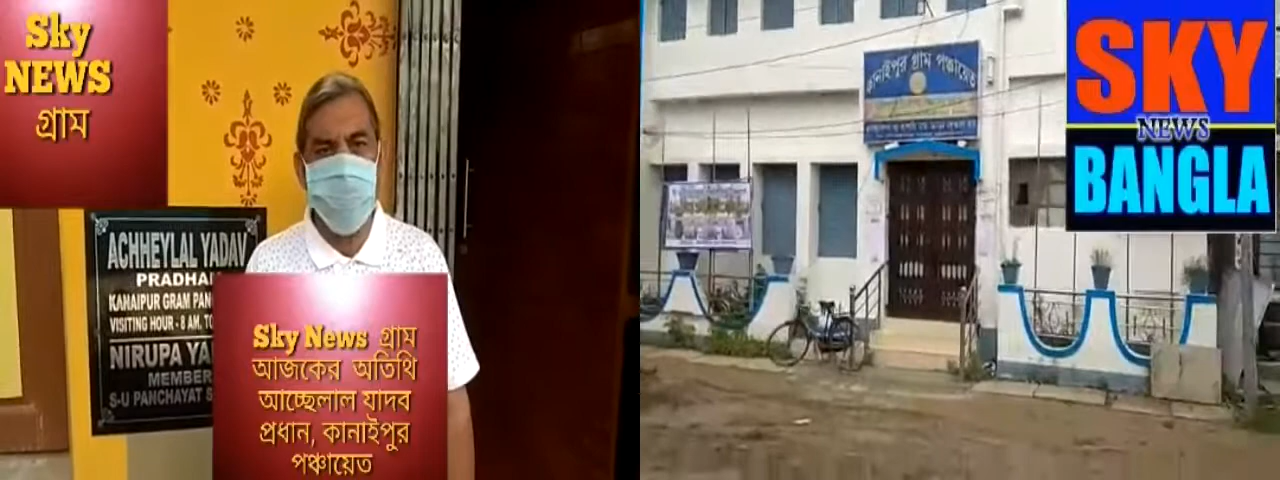 Sky
NEWS
গ্রাম
ACHHEYLAL YADAV
PRADHAN
KANAIPUR GRAM PAN
VISITING HOUR - 8 AM. TO
NIRUPA YA
MEMBER
S-U PANCHAYAT S
Sky News গ্রাম
আজকের অতিথি
আচ্ছেলাল যাদব
প্রধান, কানাইপুর
পঞ্চায়েত
কানাইপুর গ্রাম পঞ্চায়েত
SKY
NEWS
BANGLA